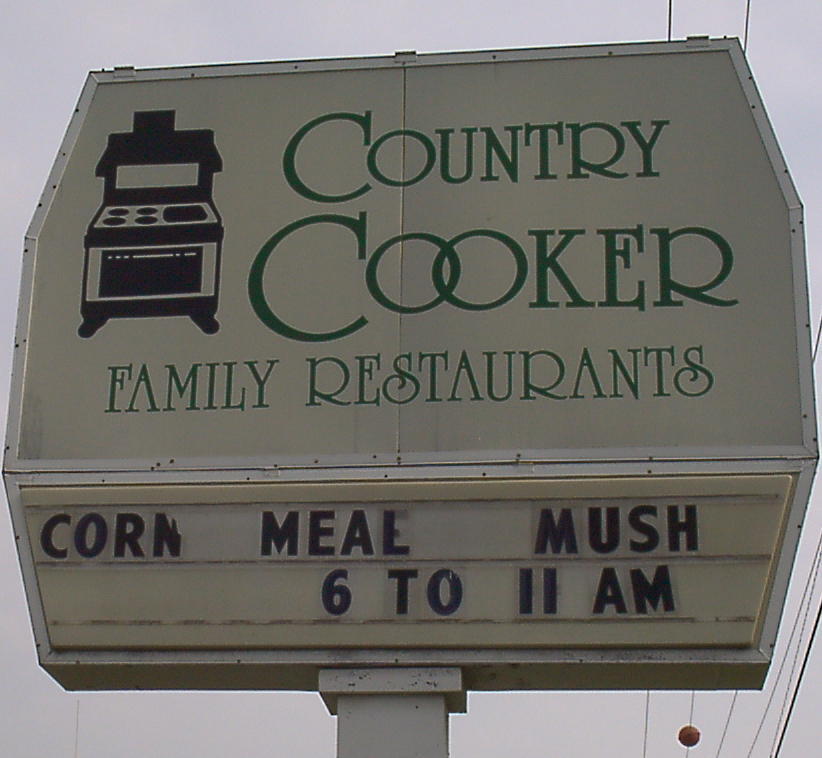 COUNTRY
COOKER
FAMILY RESTAURANTS
CORN MEAL MUSH
6 TO 11 AM